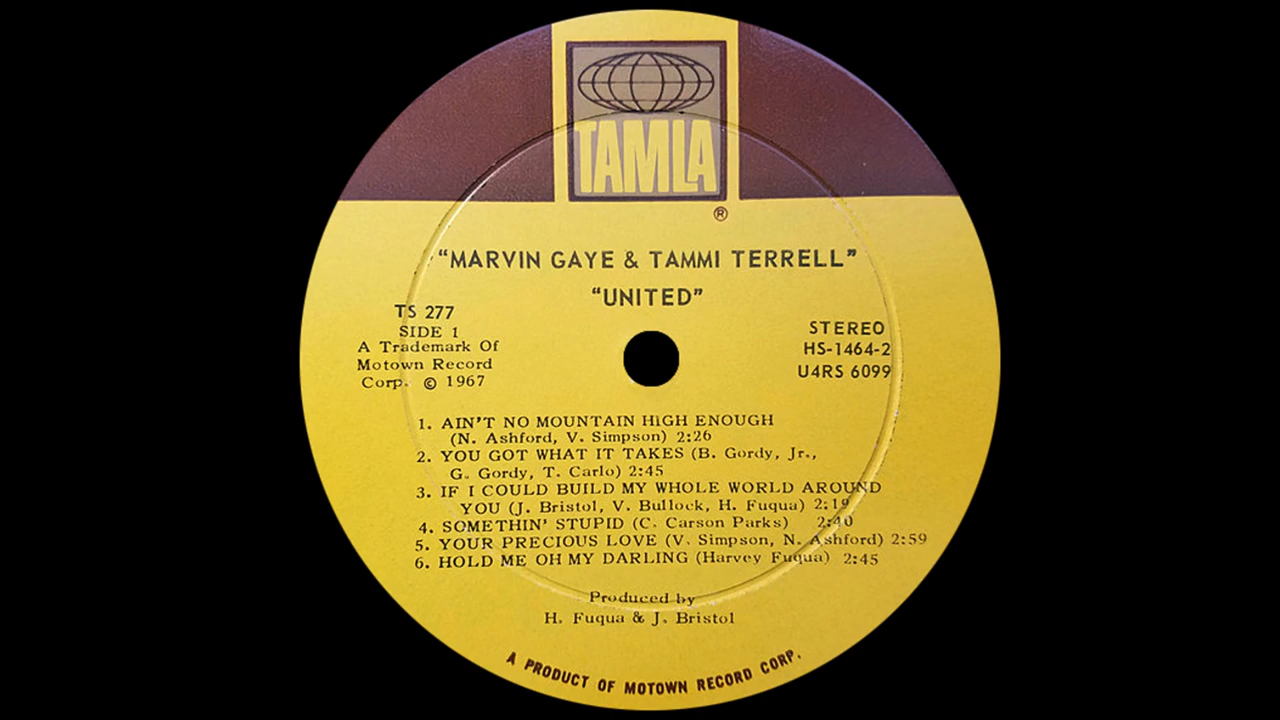 TAMLA
®
“MARVIN GAYE & TAMMI TERRELL”
“UNITED”
TS 277
SIDE 1
A Trademark Of
Motown Record
Corp. © 1967
STEREO
HS-1464-2
U4RS 6099
1. AIN'T NO MOUNTAIN HIGH ENOUGH
(N. Ashford, V. Simpson) 2:26
2. YOU GOT WHAT IT TAKES (B. Gordy, Jr.,
G. Gordy, T. Carlo) 2:45
3. IF I COULD BUILD MY WHOLE WORLD AROUND
YOU (J. Bristol, V. Bullock, H. Fuqua) 2:19
4. SOMETHIN' STUPID (C. Carson Parks) 2:40
5. YOUR PRECIOUS LOVE (V. Simpson, N. Ashford) 2:59
6. HOLD ME OH MY DARLING (Harvey Fuqua) 2:45
Produced by
H. Fuqua & J. Bristol
A PRODUCT OF MOTOWN RECORD CORP.